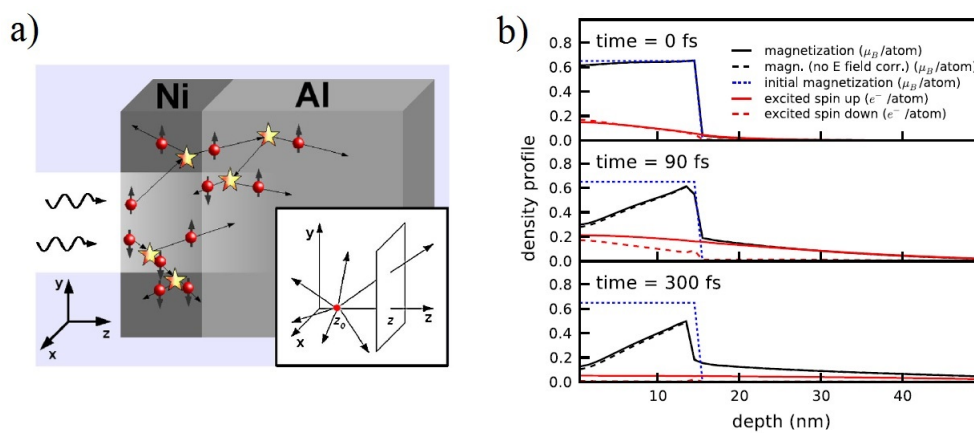 a)
Ni
Al
y
z
x
y
z₀
z
z
x
b)
time = 0 fs
magnetization (μ_B/atom)
magn. (no E field corr.) (μ_B/atom)
initial magnetization (μ_B/atom)
excited spin up (e⁻/atom)
excited spin down (e⁻/atom)
0.8
0.6
0.4
0.2
0.0
time = 90 fs
0.8
0.6
0.4
0.2
0.0
density profile
time = 300 fs
0.8
0.6
0.4
0.2
0.0
10
20
30
40
depth (nm)